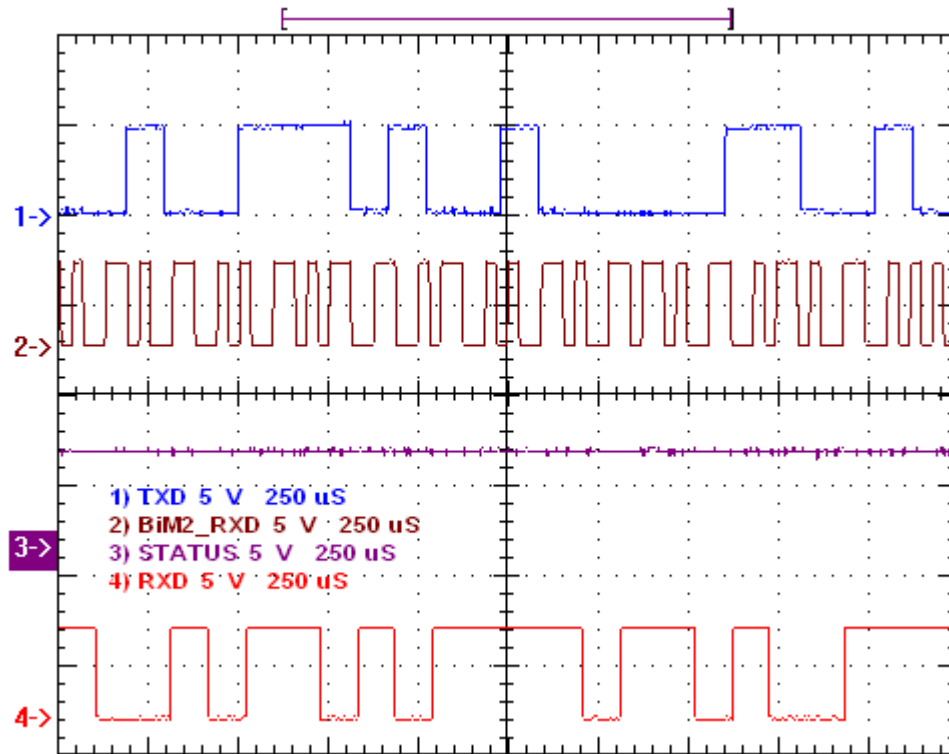 1->
2->
1) TXD 5 V 250 uS
2) BiM2_RXD 5 V 250 uS
3) STATUS 5 V 250 uS
4) RXD 5 V 250 uS
3->
4->